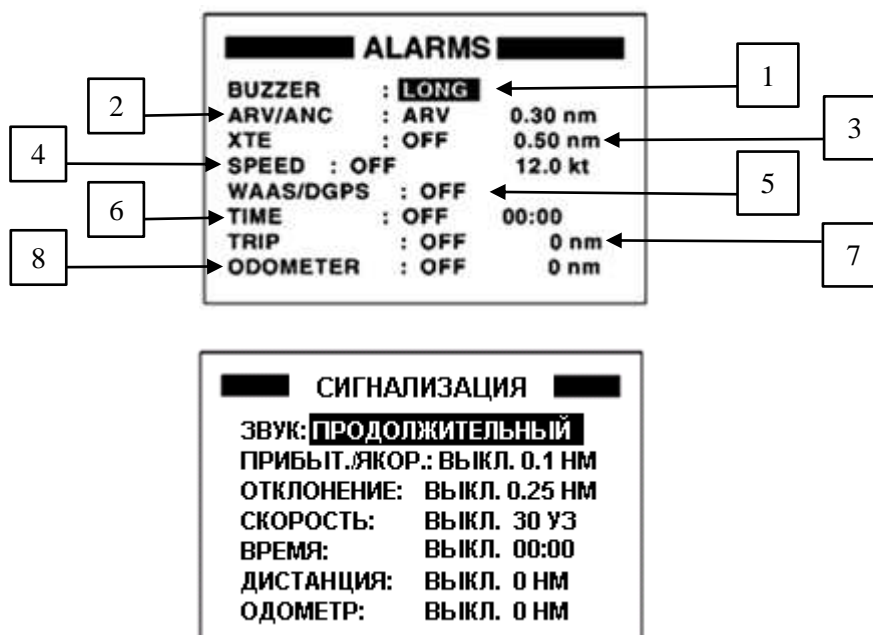 ALARMS
1
BUZZER : LONG
2
ARV/ANC : ARV 0.30 nm
XTE : OFF 0.50 nm
3
4
SPEED : OFF 12.0 kt
WAAS/DGPS : OFF
5
6
TIME : OFF 00:00
TRIP : OFF 0 nm
7
8
ODOMETER : OFF 0 nm
СИГНАЛИЗАЦИЯ
ЗВУК: ПРОДОЛЖИТЕЛЬНЫЙ
ПРИБЫТ./ЯКОР.: ВЫКЛ. 0.1 НМ
ОТКЛОНЕНИЕ: ВЫКЛ. 0.25 НМ
СКОРОСТЬ: ВЫКЛ. 30 УЗ
ВРЕМЯ: ВЫКЛ. 00:00
ДИСТАНЦИЯ: ВЫКЛ. 0 НМ
ОДОМЕТР: ВЫКЛ. 0 НМ